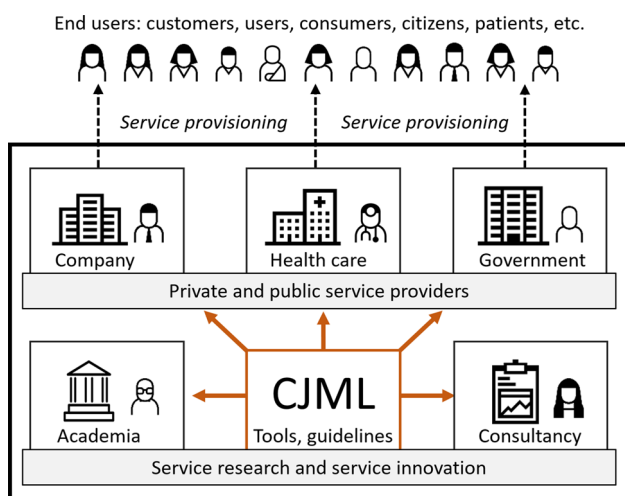 End users: customers, users, consumers, citizens, patients, etc.
Service provisioning
Service provisioning
Company
Health care
Government
Private and public service providers
CJML
Tools, guidelines
Academia
Consultancy
Service research and service innovation